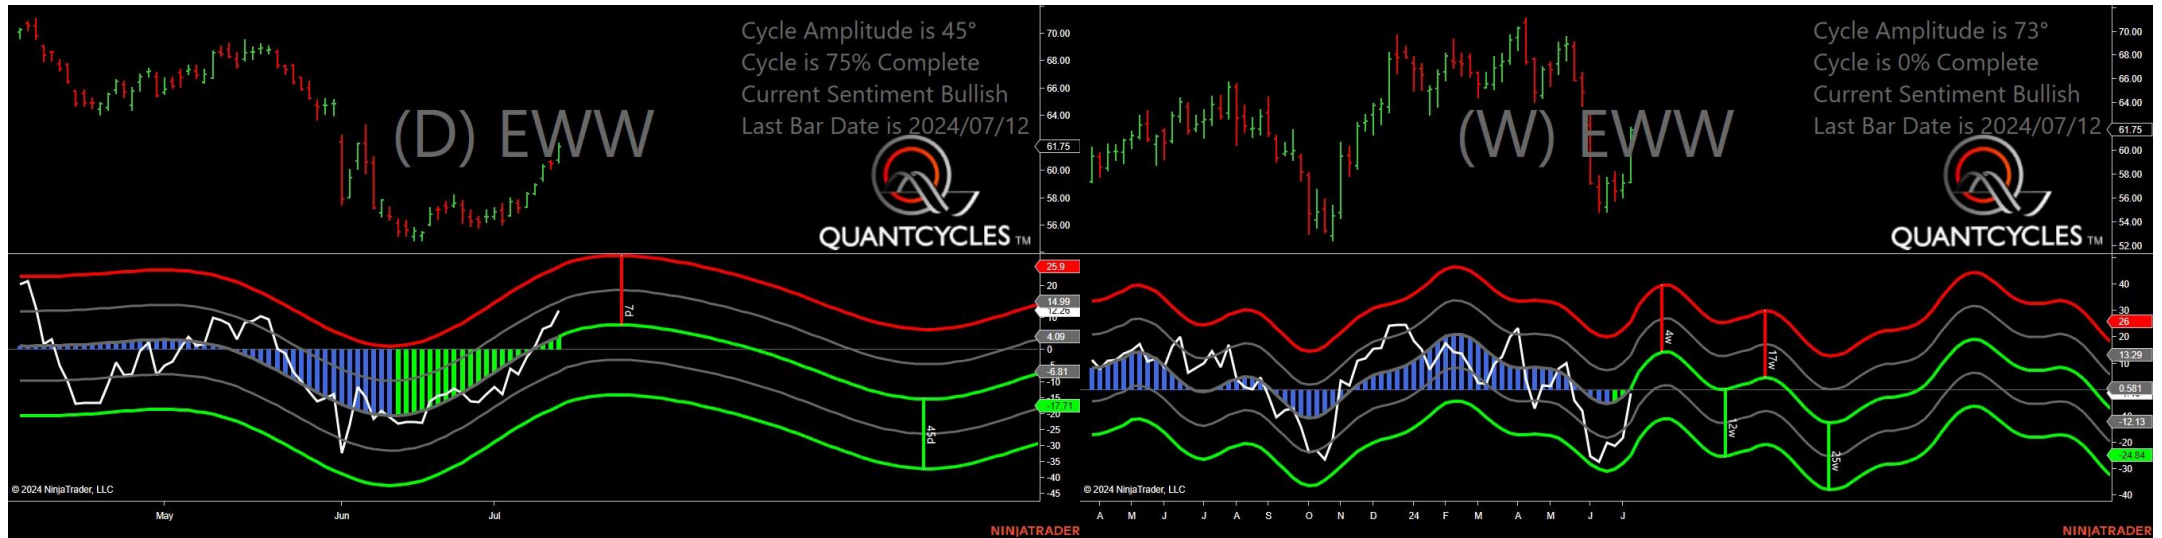 Cycle Amplitude is 45°
Cycle is 75% Complete
Current Sentiment Bullish
Last Bar Date is 2024/07/12
(D) EWW
QUANTCYCLES TM
70.00
68.00
66.00
64.00
61.75
60.00
58.00
56.00
25.9
20
14.99
12.26
10
4.09
0
-6.81
-10
-17.71
-20
-25
-30
-35
-40
-45
7d
45d
© 2024 NinjaTrader, LLC
May
Jun
Jul
NINJATRADER
Cycle Amplitude is 73°
Cycle is 0% Complete
Current Sentiment Bullish
Last Bar Date is 2024/07/12
(W) EWW
QUANTCYCLES TM
70.00
68.00
66.00
64.00
61.75
60.00
58.00
56.00
54.00
52.00
40
30
26
20
13.29
10
0.581
-12.13
-20
-24.84
-30
-40
4w
17w
12w
25w
© 2024 NinjaTrader, LLC
A M J J A S O N D 24 F M A M J J
NINJATRADER